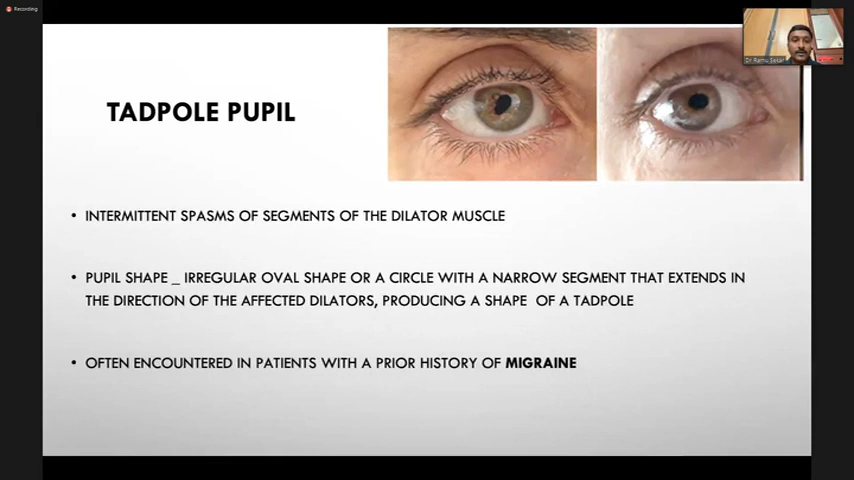 Recording
Dr Ramu Sekar
TADPOLE PUPIL
• INTERMITTENT SPASMS OF SEGMENTS OF THE DILATOR MUSCLE
• PUPIL SHAPE _ IRREGULAR OVAL SHAPE OR A CIRCLE WITH A NARROW SEGMENT THAT EXTENDS IN
THE DIRECTION OF THE AFFECTED DILATORS, PRODUCING A SHAPE OF A TADPOLE
• OFTEN ENCOUNTERED IN PATIENTS WITH A PRIOR HISTORY OF MIGRAINE